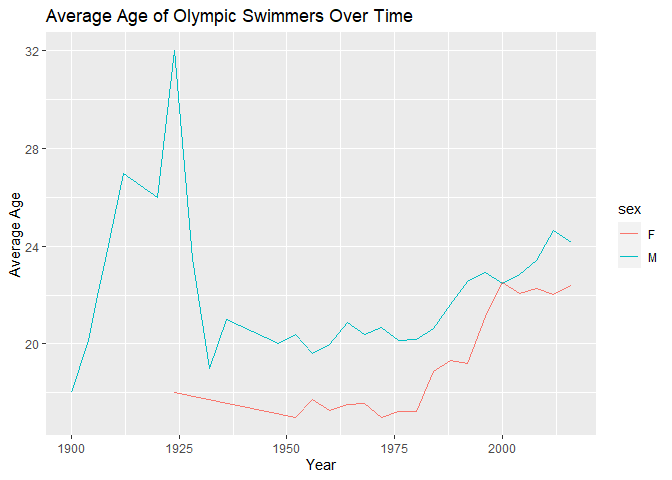 Average Age of Olympic Swimmers Over Time
32
28
24
20
Average Age
1900 1925 1950 1975 2000
Year
sex
F
M